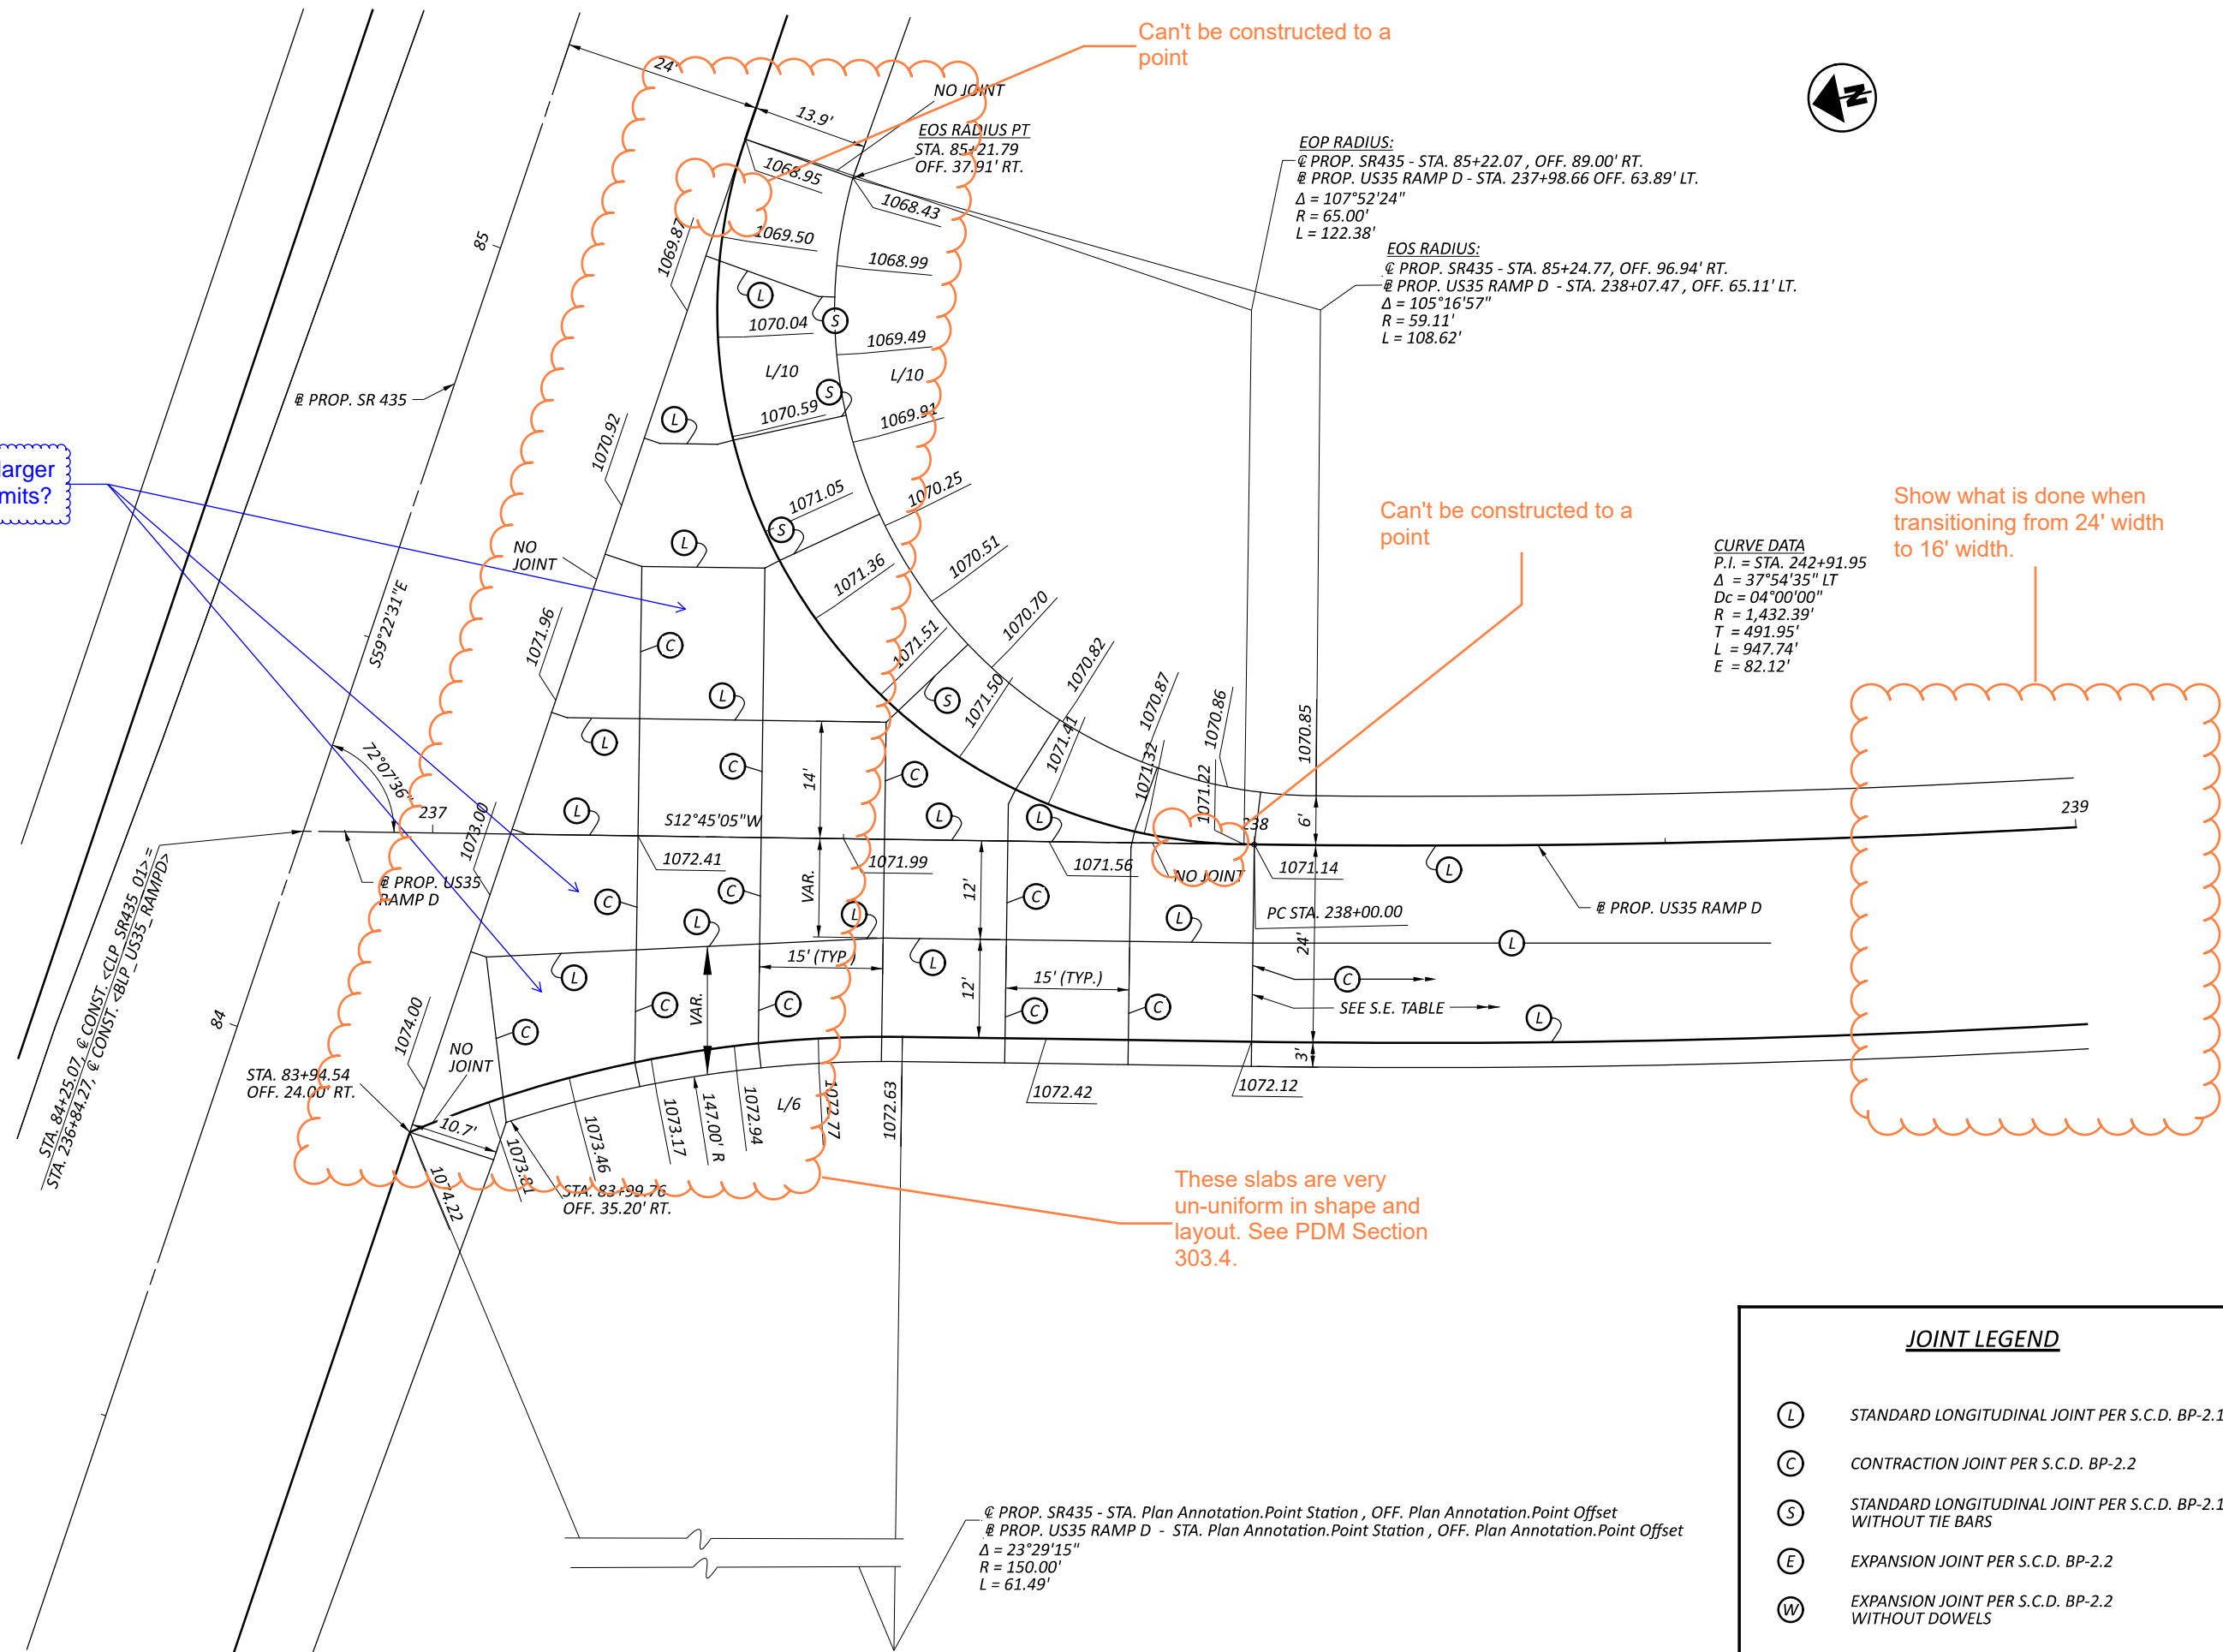 Can't be constructed to a
point
24'
NO JOINT
13.9'
EOS RADIUS PT
STA. 85+21.79
OFF. 37.91' RT.
1068.95
1068.43
N
EOP RADIUS:
℄ PROP. SR435 - STA. 85+22.07 , OFF. 89.00' RT.
PROP. US35 RAMP D - STA. 237+98.66 OFF. 63.89' LT.
Δ = 107°52'24"
R = 65.00'
L = 122.38'
EOS RADIUS:
℄ PROP. SR435 - STA. 85+24.77, OFF. 96.94' RT.
PROP. US35 RAMP D - STA. 238+07.47 , OFF. 65.11' LT.
Δ = 105°16'57"
R = 59.11'
L = 108.62'
85
1069.87
1069.50
1068.99
L
S
1070.04
1069.49
L/10
L/10
PROP. SR 435
S
1070.59
1069.91
L
1070.92
larger
mits?
1071.05
1070.25
S
L
NO
JOINT
1071.36
1070.51
Can't be constructed to a
point
Show what is done when
transitioning from 24' width
to 16' width.
CURVE DATA
P.I. = STA. 242+91.95
Δ = 37°54'35" LT
Dc = 04°00'00"
R = 1,432.39'
T = 491.95'
L = 947.74'
E = 82.12'
S59°22'31"E
1071.96
C
1071.51
1070.70
1070.82
L
S
1071.50
1070.87
1070.86
1070.85
L
1071.41
1071.32
1071.22
72°07'36"
C
14'
C
237
1073.00
L
S12°45'05"W
L
L
238
6'
239
1072.41
1071.99
1071.56
1071.14
L
PROP. US35
RAMP D
NO JOINT
C
C
VAR.
12'
C
L
L
L
PC STA. 238+00.00
PROP. US35 RAMP D
24'
L
STA. 84+25.07, ℄ CONST. <CLP_SR435_01> =
STA. 236+84.27, ℄ CONST. <BLP_US35_RAMPD>
L
15' (TYP.)
L
12'
15' (TYP.)
C
84
1074.00
C
C
VAR.
C
C
C
SEE S.E. TABLE
L
NO
JOINT
3'
STA. 83+94.54
OFF. 24.00' RT.
1072.42
1072.12
10.7'
1074.22
1073.81
1073.46
1073.17
147.00' R
1072.94
L/6
1072.77
1072.63
STA. 83+99.76
OFF. 35.20' RT.
These slabs are very
un-uniform in shape and
layout. See PDM Section
303.4.
℄ PROP. SR435 - STA. Plan Annotation.Point Station , OFF. Plan Annotation.Point Offset
PROP. US35 RAMP D - STA. Plan Annotation.Point Station , OFF. Plan Annotation.Point Offset
Δ = 23°29'15"
R = 150.00'
L = 61.49'
JOINT LEGEND
L STANDARD LONGITUDINAL JOINT PER S.C.D. BP-2.1
C CONTRACTION JOINT PER S.C.D. BP-2.2
S STANDARD LONGITUDINAL JOINT PER S.C.D. BP-2.1
WITHOUT TIE BARS
E EXPANSION JOINT PER S.C.D. BP-2.2
W EXPANSION JOINT PER S.C.D. BP-2.2
WITHOUT DOWELS